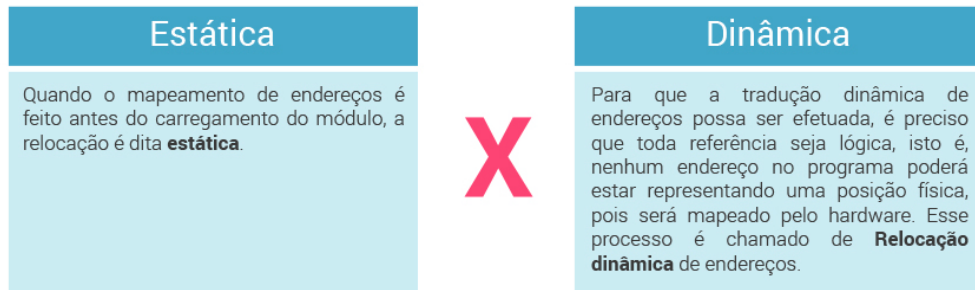 Estática
Quando o mapeamento de endereços é
feito antes do carregamento do módulo, a
relocação é dita estática.
X
Dinâmica
Para que a tradução dinâmica de
endereços possa ser efetuada, é preciso
que toda referência seja lógica, isto é,
nenhum endereço no programa poderá
estar representando uma posição física,
pois será mapeado pelo hardware. Esse
processo é chamado de Relocação
dinâmica de endereços.